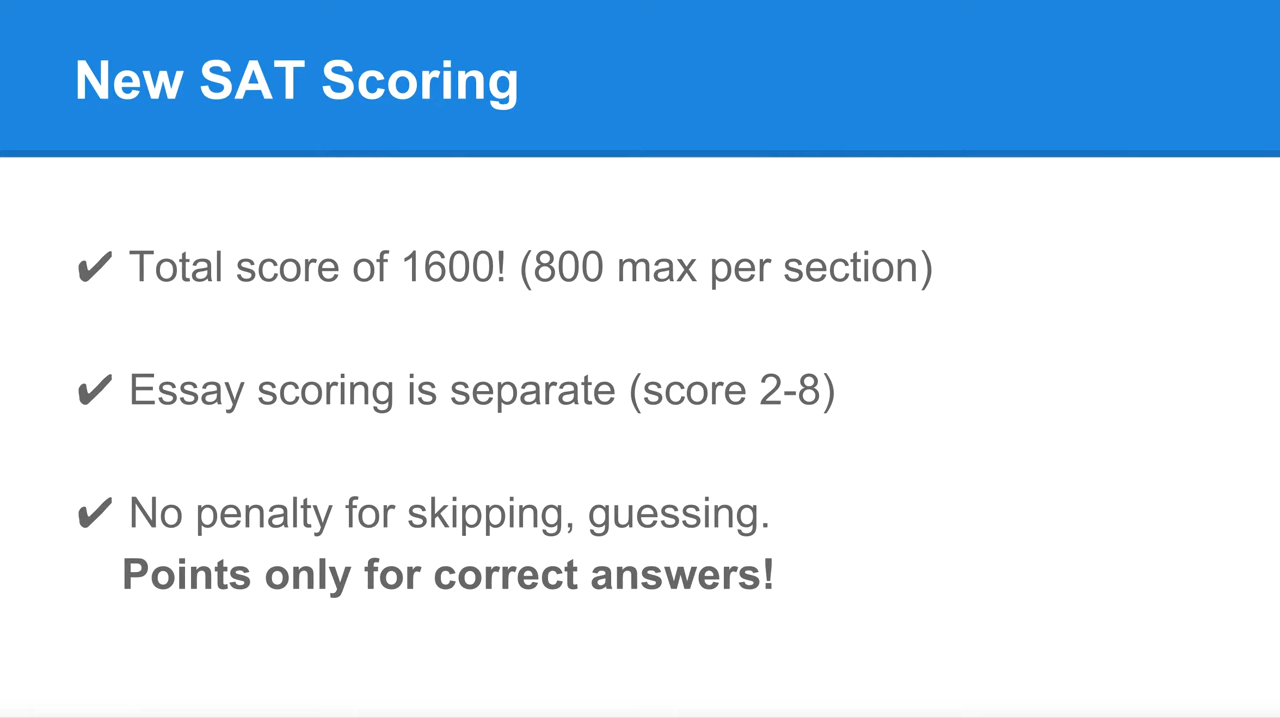 New SAT Scoring
✔ Total score of 1600! (800 max per section)
✔ Essay scoring is separate (score 2-8)
✔ No penalty for skipping, guessing.
Points only for correct answers!